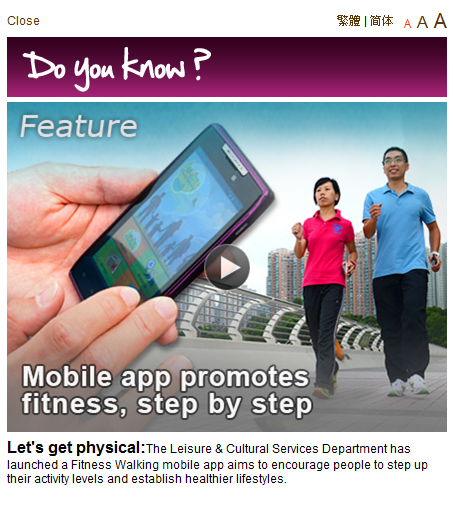 Close 繁體 | 简体 A A A
Do you know?
Feature
Mobile app promotes
fitness, step by step
Let's get physical:The Leisure & Cultural Services Department has
launched a Fitness Walking mobile app aims to encourage people to step up
their activity levels and establish healthier lifestyles.